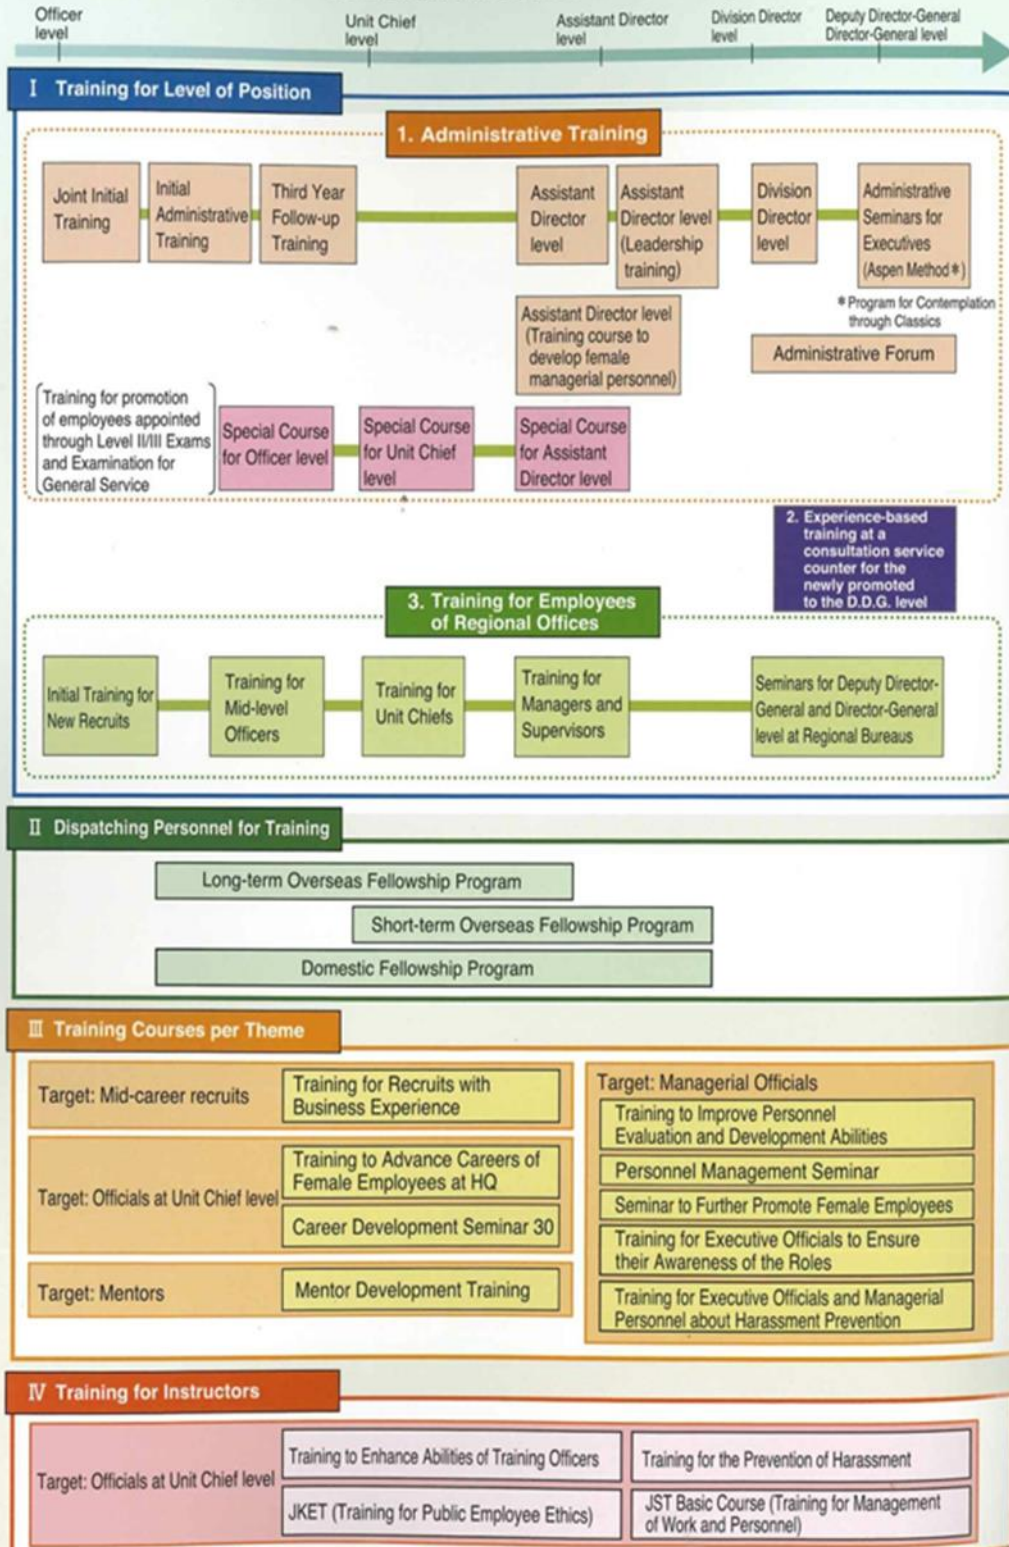 Officer
level
Unit Chief
level
Assistant Director
level
Division Director
level
Deputy Director-General
Director-General level
I Training for Level of Position
1. Administrative Training
Joint Initial
Training
Initial
Administrative
Training
Third Year
Follow-up
Training
Assistant
Director
level
Assistant
Director level
(Leadership
training)
Division
Director
level
Administrative
Seminars for
Executives
(Aspen Method*)
* Program for Contemplation
through Classics
Assistant Director level
(Training course to
develop female
managerial personnel)
Administrative Forum
Training for promotion
of employees appointed
through Level II/III Exams
and Examination for
General Service
Special Course
for Officer level
Special Course
for Unit Chief
level
Special Course
for Assistant
Director level
2. Experience-based
training at a
consultation service
counter for the
newly promoted
to the D.D.G. level
3. Training for Employees
of Regional Offices
Initial Training for
New Recruits
Training for
Mid-level
Officers
Training for
Unit Chiefs
Training for
Managers and
Supervisors
Seminars for Deputy Director-
General and Director-General
level at Regional Bureaus
II Dispatching Personnel for Training
Long-term Overseas Fellowship Program
Short-term Overseas Fellowship Program
Domestic Fellowship Program
III Training Courses per Theme
Target: Mid-career recruits
Training for Recruits with
Business Experience
Target: Officials at Unit Chief level
Training to Advance Careers of
Female Employees at HQ
Career Development Seminar 30
Target: Mentors
Mentor Development Training
Target: Managerial Officials
Training to Improve Personnel
Evaluation and Development Abilities
Personnel Management Seminar
Seminar to Further Promote Female Employees
Training for Executive Officials to Ensure
their Awareness of the Roles
Training for Executive Officials and Managerial
Personnel about Harassment Prevention
IV Training for Instructors
Target: Officials at Unit Chief level
Training to Enhance Abilities of Training Officers
Training for the Prevention of Harassment
JKET (Training for Public Employee Ethics)
JST Basic Course (Training for Management
of Work and Personnel)